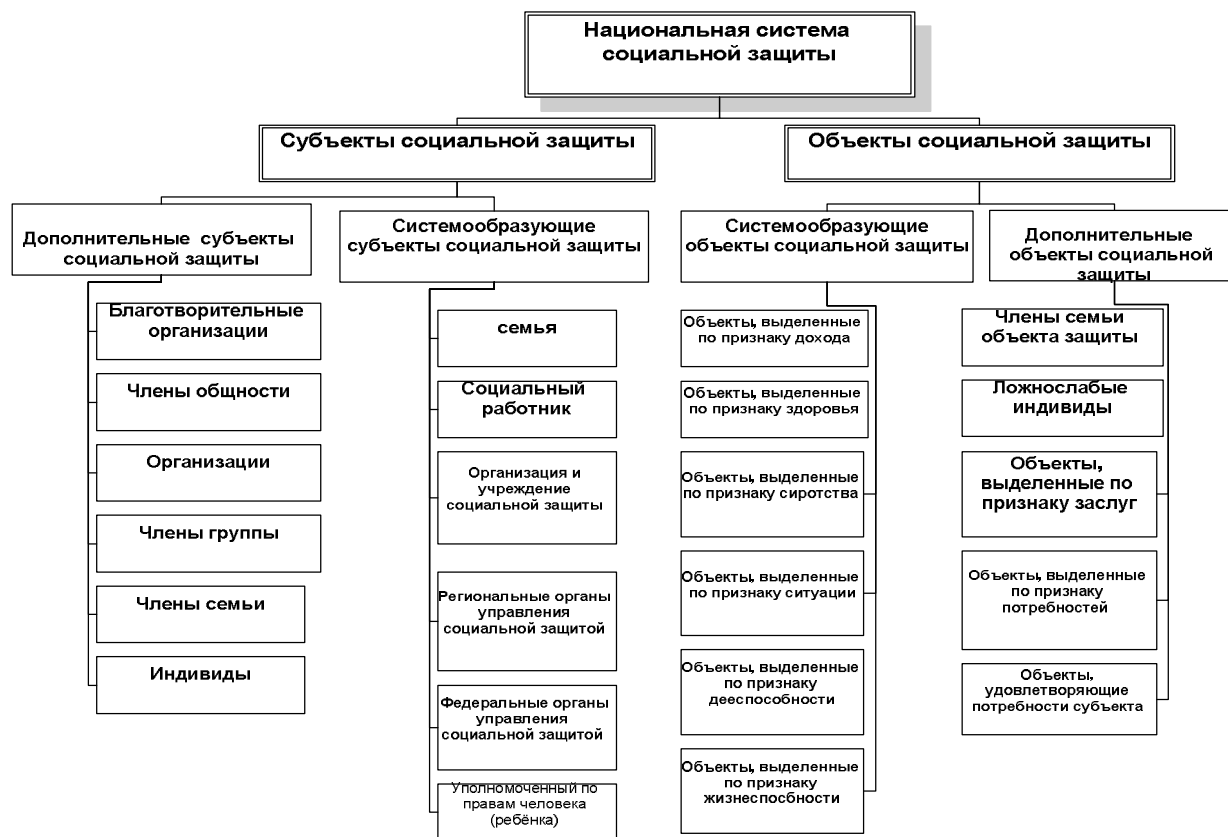 Национальная система
социальной защиты
Субъекты социальной защиты
Объекты социальной защиты
Дополнительные субъекты
социальной защиты
Системообразующие
субъекты социальной защиты
Системообразующие
объекты социальной защиты
Дополнительные
объекты социальной
защиты
Благотворительные
организации
Члены общности
Организации
Члены группы
Члены семьи
Индивиды
семья
Социальный
работник
Организация и
учреждение
социальной защиты
Региональные органы
управления
социальной защитой
Федеральные органы
управления
социальной защитой
Уполномоченный по
правам человека
(ребёнка)
Объекты, выделенные
по признаку дохода
Объекты, выделенные
по признаку здоровья
Объекты, выделенные
по признаку сиротства
Объекты, выделенные
по признаку ситуации
Объекты, выделенные
по признаку
дееспособности
Объекты, выделенные
по признаку
жизнеспосбности
Члены семьи
объекта защиты
Ложнослабые
индивиды
Объекты,
выделенные по
признаку заслуг
Объекты, выделенные
по признаку
потребностей
Объекты,
удовлетворяющие
потребности субъекта